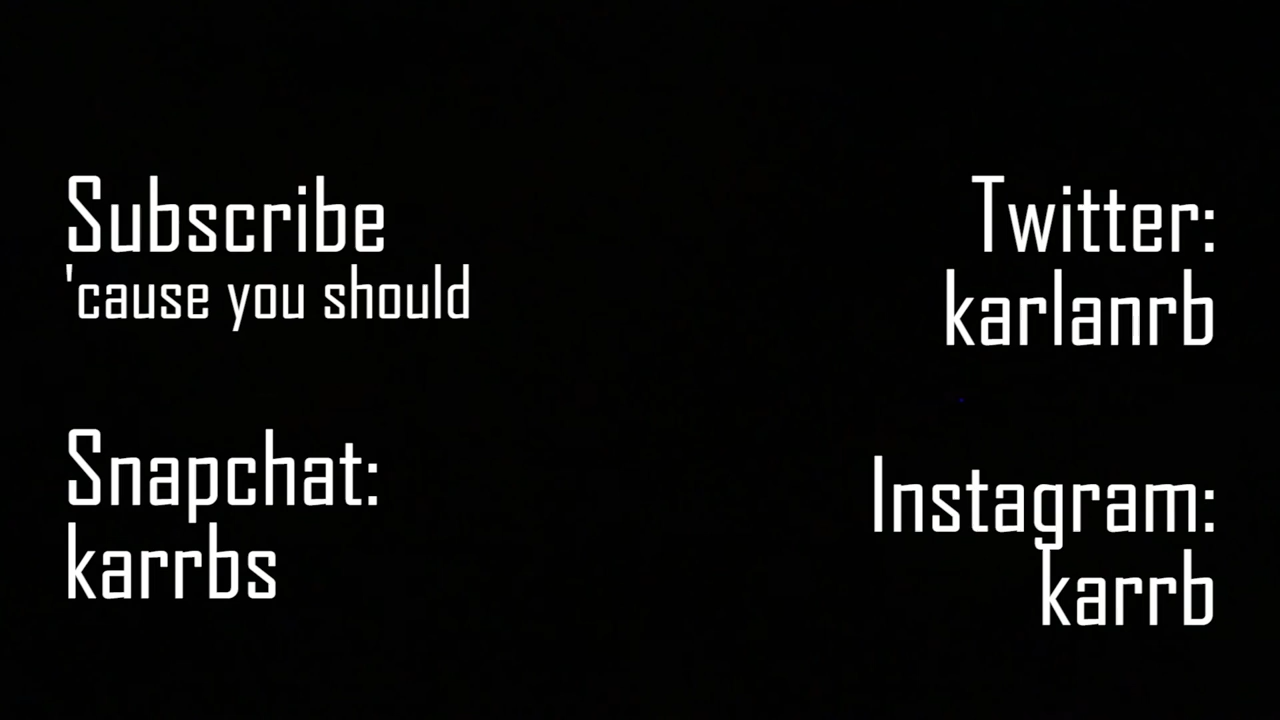 Subscribe
'cause you should
Snapchat:
karrbs
Twitter:
karlanrb
Instagram:
karrb